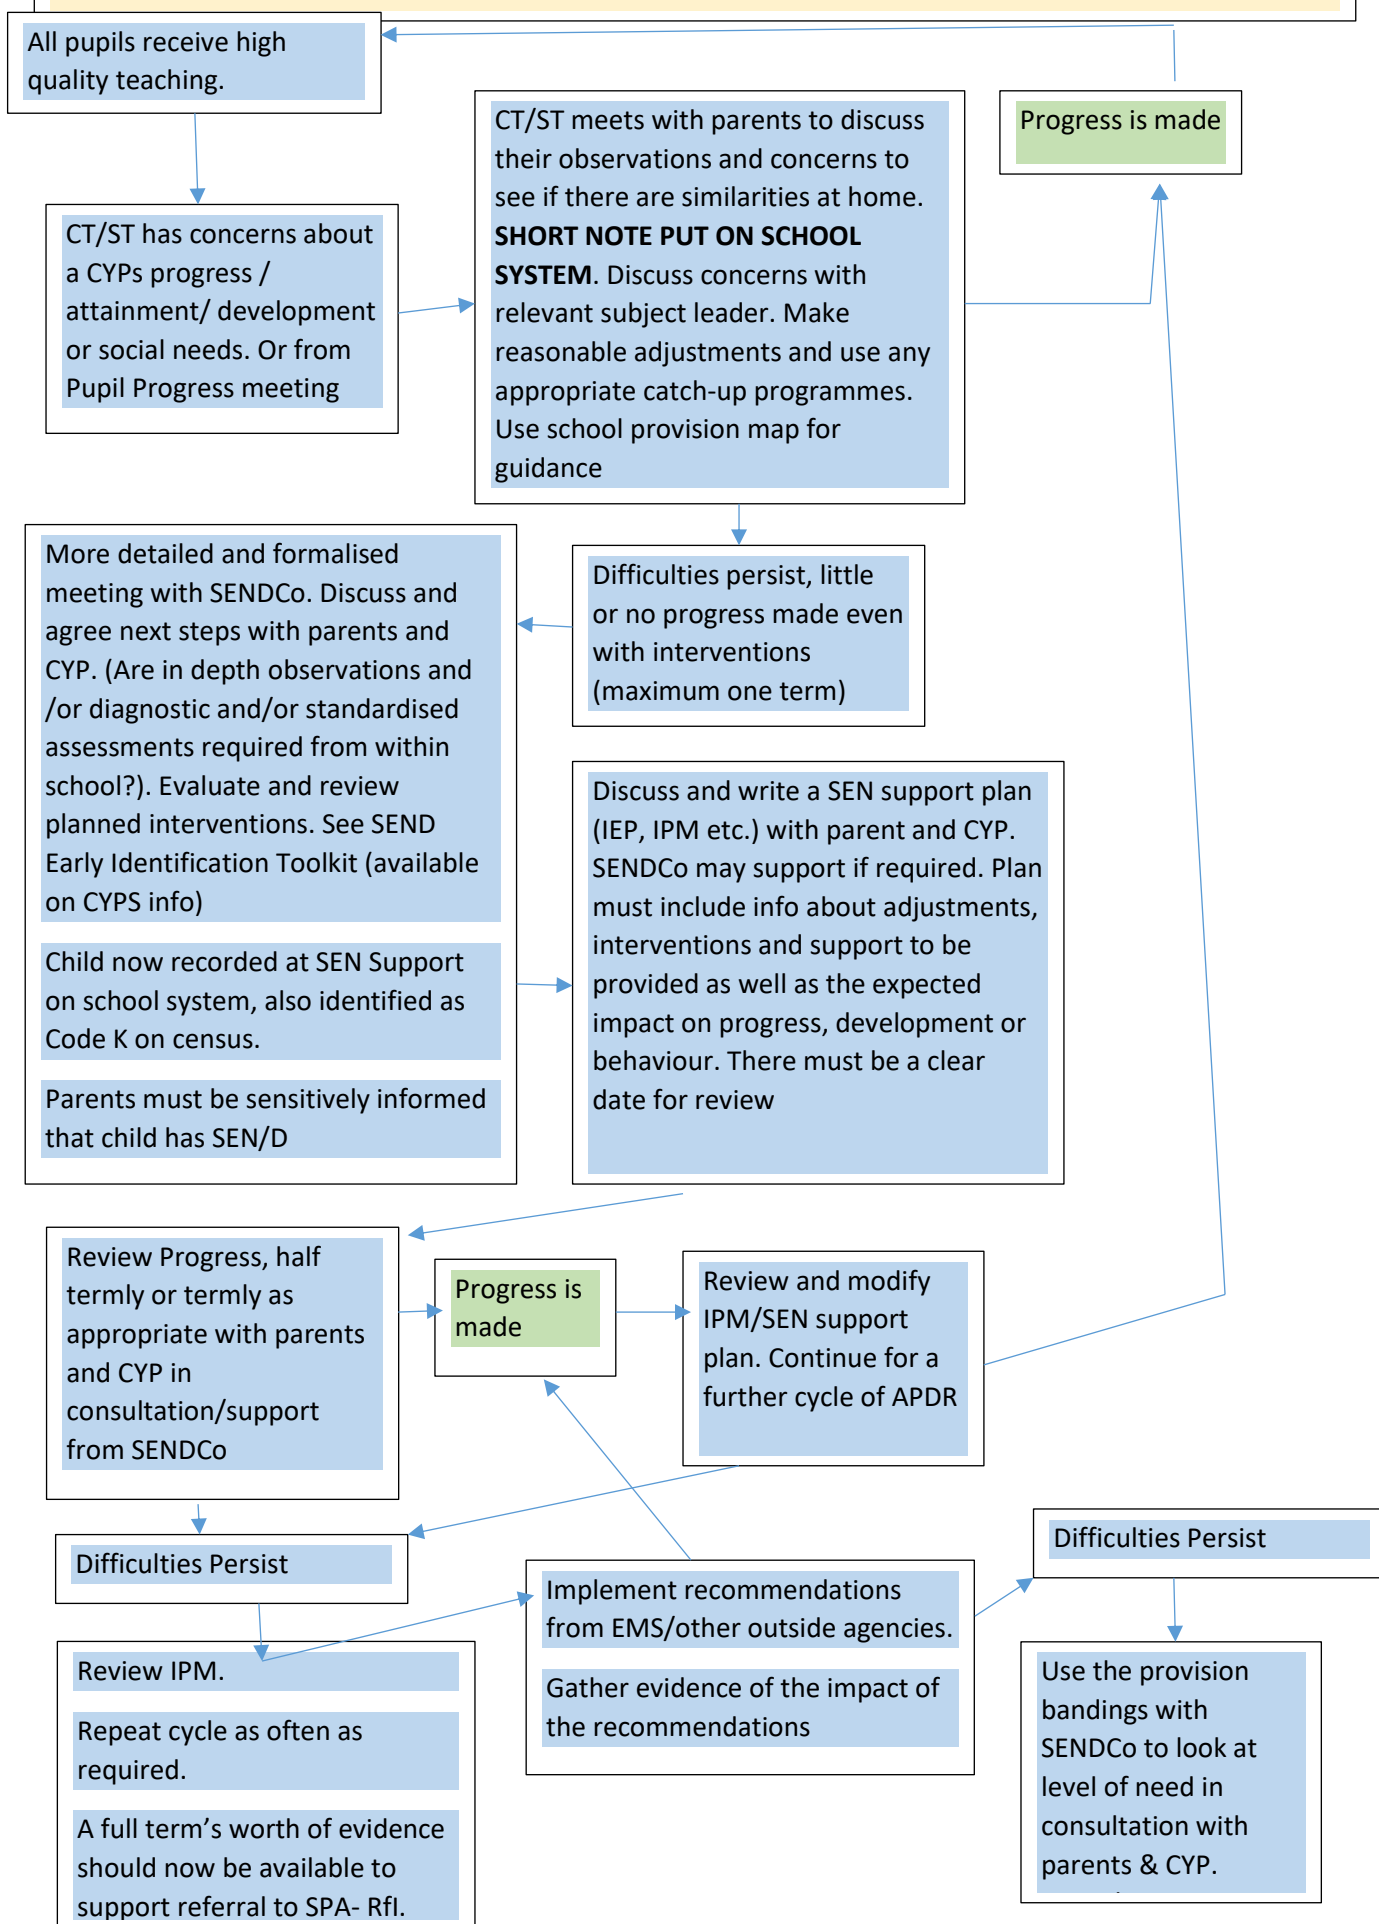 All pupils receive high
quality teaching.
CT/ST meets with parents to discuss
their observations and concerns to
see if there are similarities at home.
SHORT NOTE PUT ON SCHOOL
SYSTEM. Discuss concerns with
relevant subject leader. Make
reasonable adjustments and use any
appropriate catch-up programmes.
Use school provision map for
guidance
Progress is made
CT/ST has concerns about
a CYPs progress /
attainment/ development
or social needs. Or from
Pupil Progress meeting
More detailed and formalised
meeting with SENDCo. Discuss and
agree next steps with parents and
CYP. (Are in depth observations and
/or diagnostic and/or standardised
assessments required from within
school?). Evaluate and review
planned interventions. See SEND
Early Identification Toolkit (available
on CYPS info)
Child now recorded at SEN Support
on school system, also identified as
Code K on census.
Parents must be sensitively informed
that child has SEN/D
Difficulties persist, little
or no progress made even
with interventions
(maximum one term)
Discuss and write a SEN support plan
(IEP, IPM etc.) with parent and CYP.
SENDCo may support if required. Plan
must include info about adjustments,
interventions and support to be
provided as well as the expected
impact on progress, development or
behaviour. There must be a clear
date for review
Review Progress, half
termly or termly as
appropriate with parents
and CYP in
consultation/support
from SENDCo
Progress is
made
Review and modify
IPM/SEN support
plan. Continue for a
further cycle of APDR
Difficulties Persist
Difficulties Persist
Implement recommendations
from EMS/other outside agencies.
Gather evidence of the impact of
the recommendations
Review IPM.
Repeat cycle as often as
required.
A full term’s worth of evidence
should now be available to
support referral to SPA- RfI.
Use the provision
bandings with
SENDCo to look at
level of need in
consultation with
parents & CYP.